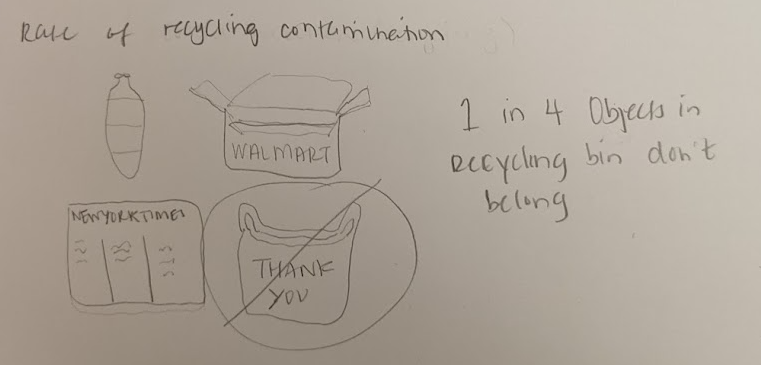 Rate of recycling contamination
WALMART
1 in 4 Objects in
recycling bin don't
belong
NEWYORKTIMES
THANK
YOU